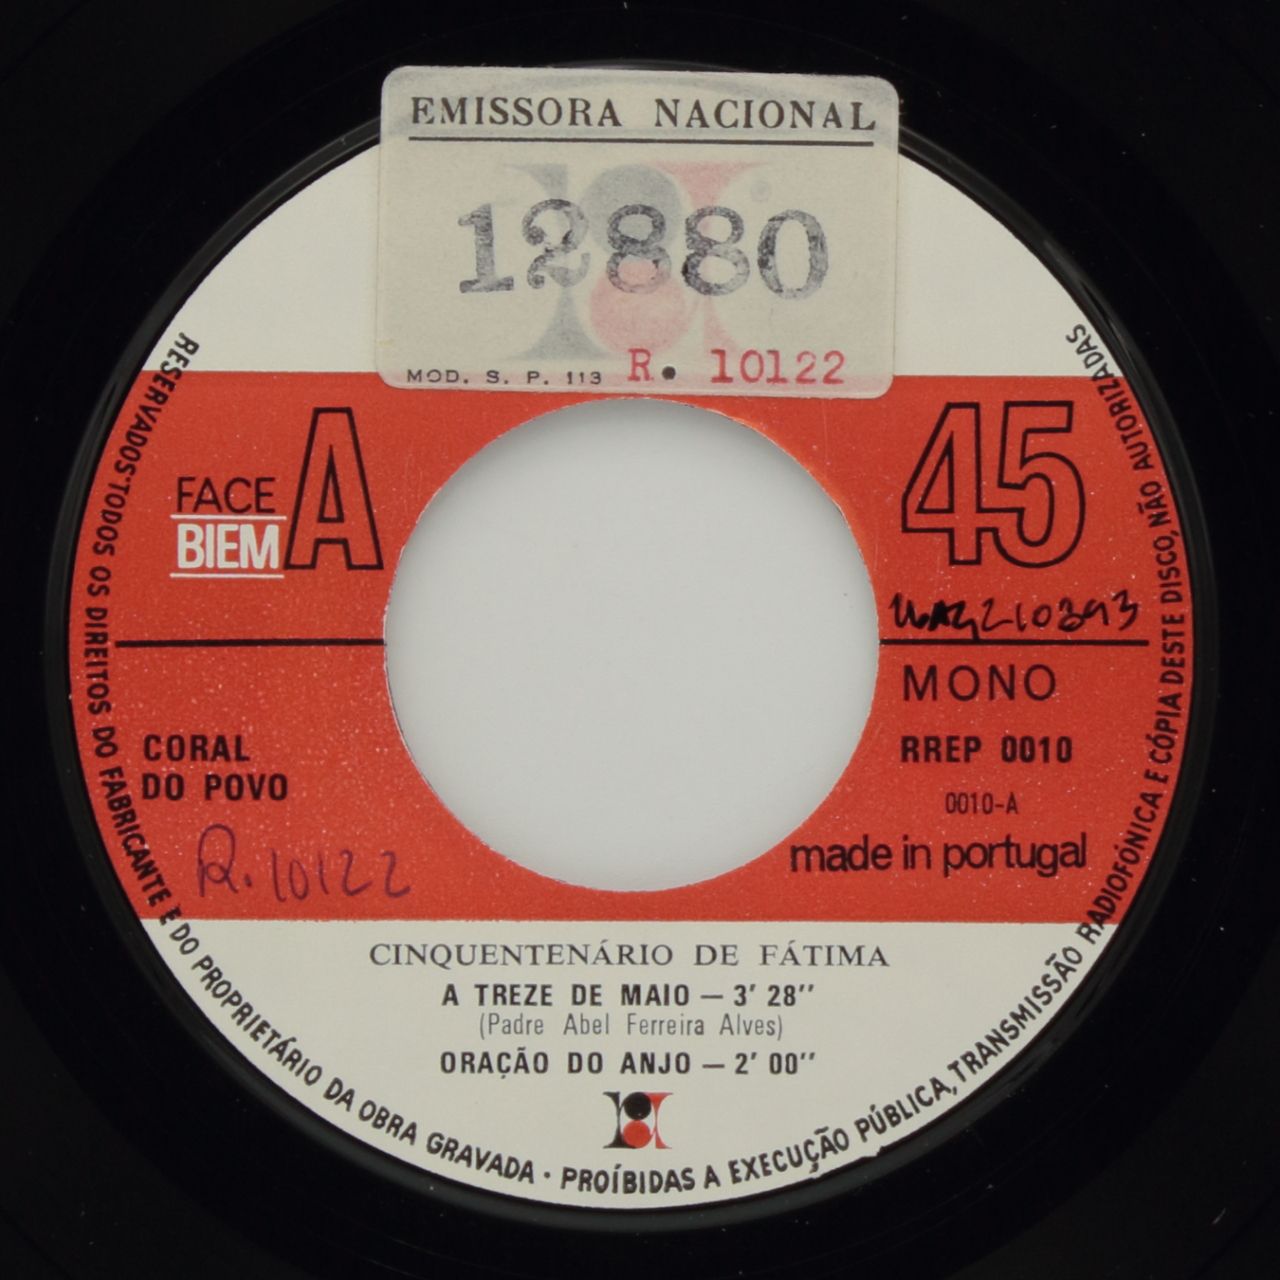 EMISSORA NACIONAL
12880
MOD. S. P. 113 R. 10122
FACE A
BIEM
45
MONO
RREP 0010
0010-A
made in portugal
CORAL
DO POVO
R. 10122
CINQUENTENÁRIO DE FÁTIMA
A TREZE DE MAIO — 3' 28''
(Padre Abel Ferreira Alves)
ORAÇÃO DO ANJO — 2' 00''
RESERVADOS TODOS OS DIREITOS DO FABRICANTE E DO PROPRIETÁRIO DA OBRA GRAVADA · PROÍBIDAS A EXECUÇÃO PÚBLICA, TRANSMISSÃO RADIOFÓNICA E CÓPIA DESTE DISCO, NÃO AUTORIZADAS